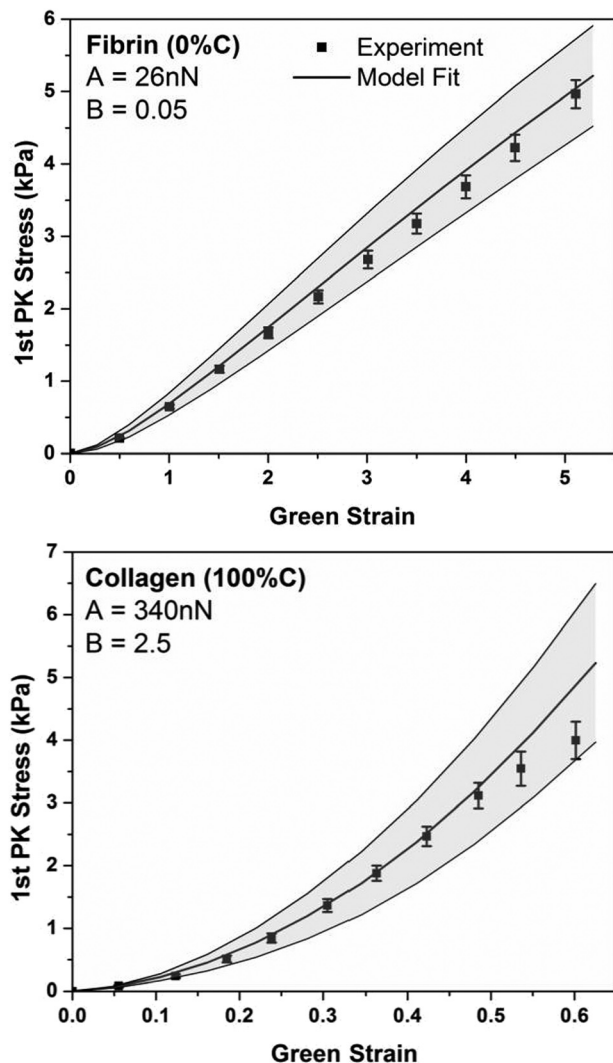 Fibrin (0%C)
A = 26nN
B = 0.05
Experiment
Model Fit
1st PK Stress (kPa)
6
5
4
3
2
1
0
0 1 2 3 4 5
Green Strain
Collagen (100%C)
A = 340nN
B = 2.5
1st PK Stress (kPa)
7
6
5
4
3
2
1
0
0.0 0.1 0.2 0.3 0.4 0.5 0.6
Green Strain